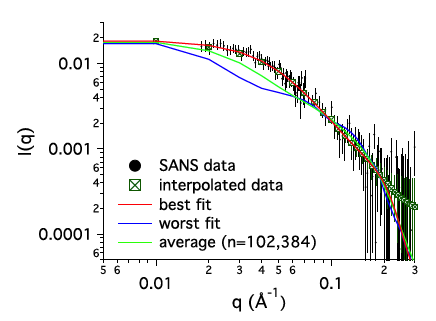 2
0.01
6
4
2
0.001
6
4
2
0.0001
6
I(q)
SANS data
interpolated data
best fit
worst fit
average (n=102,384)
5 6 0.01 2 3 4 5 6 0.1 2 3
q (Å⁻¹)